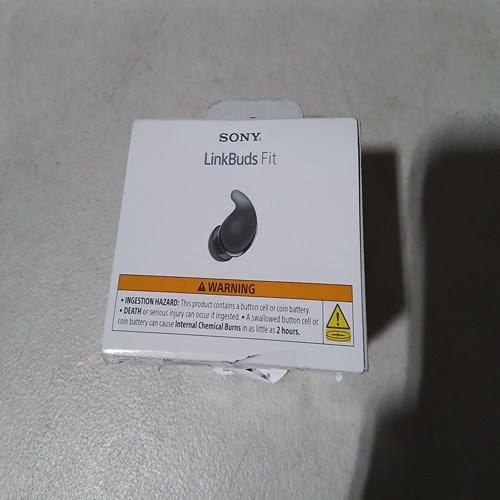 SONY
LinkBuds Fit
WARNING
• INGESTION HAZARD: This product contains a button cell or coin battery.
• DEATH or serious injury can occur if ingested. • A swallowed button cell or
coin battery can cause Internal Chemical Burns in as little as 2 hours.